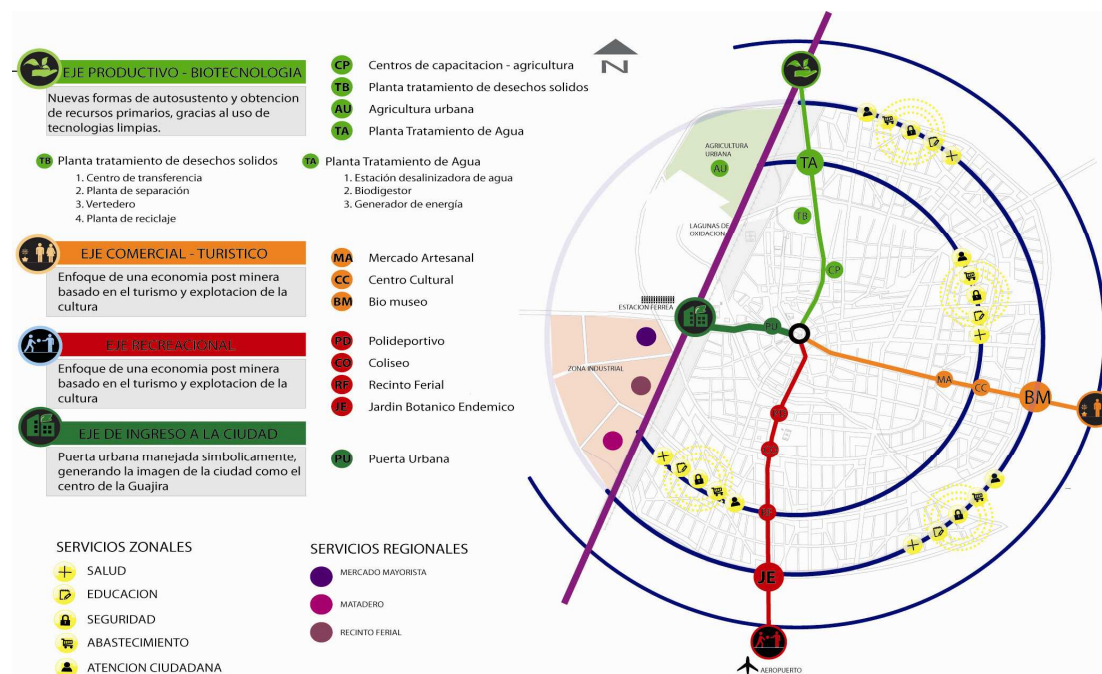 EJE PRODUCTIVO - BIOTECNOLOGIA
Nuevas formas de autosustento y obtencion
de recursos primarios, gracias al uso de
tecnologias limpias.
CP Centros de capacitacion - agricultura
TB Planta tratamiento de desechos solidos
AU Agricultura urbana
TA Planta Tratamiento de Agua
TB Planta tratamiento de desechos solidos
1. Centro de transferencia
2. Planta de separación
3. Vertedero
4. Planta de reciclaje
TA Planta Tratamiento de Agua
1. Estación desalinizora de agua
2. Biodigestor
3. Generador de energía
EJE COMERCIAL - TURISTICO
Enfoque de una economia post minera
basado en el turismo y explotacion de la
cultura
MA Mercado Artesanal
CC Centro Cultural
BM Bio museo
EJE RECREACIONAL
Enfoque de una economia post minera
basado en el turismo y explotacion de la
cultura
PD Polideportivo
CO Coliseo
RF Recinto Ferial
JE Jardin Botanico Endemico
EJE DE INGRESO A LA CIUDAD
Puerta urbana manejada simbolicamente,
generando la imagen de la ciudad como el
centro de la Guajira
PU Puerta Urbana
SERVICIOS ZONALES
SALUD
EDUCACION
SEGURIDAD
ABASTECIMIENTO
ATENCION CIUDADANA
SERVICIOS REGIONALES
MERCADO MAYORISTA
MATADERO
RECINTO FERIAL
N
AGRICULTURA
URBANA
AU
TA
TB
LAGUNAS DE
OXIDACION
CP
ESTACION FERREA
PU
ZONA INDUSTRIAL
MA
CC
BM
JE
AEROPUERTO